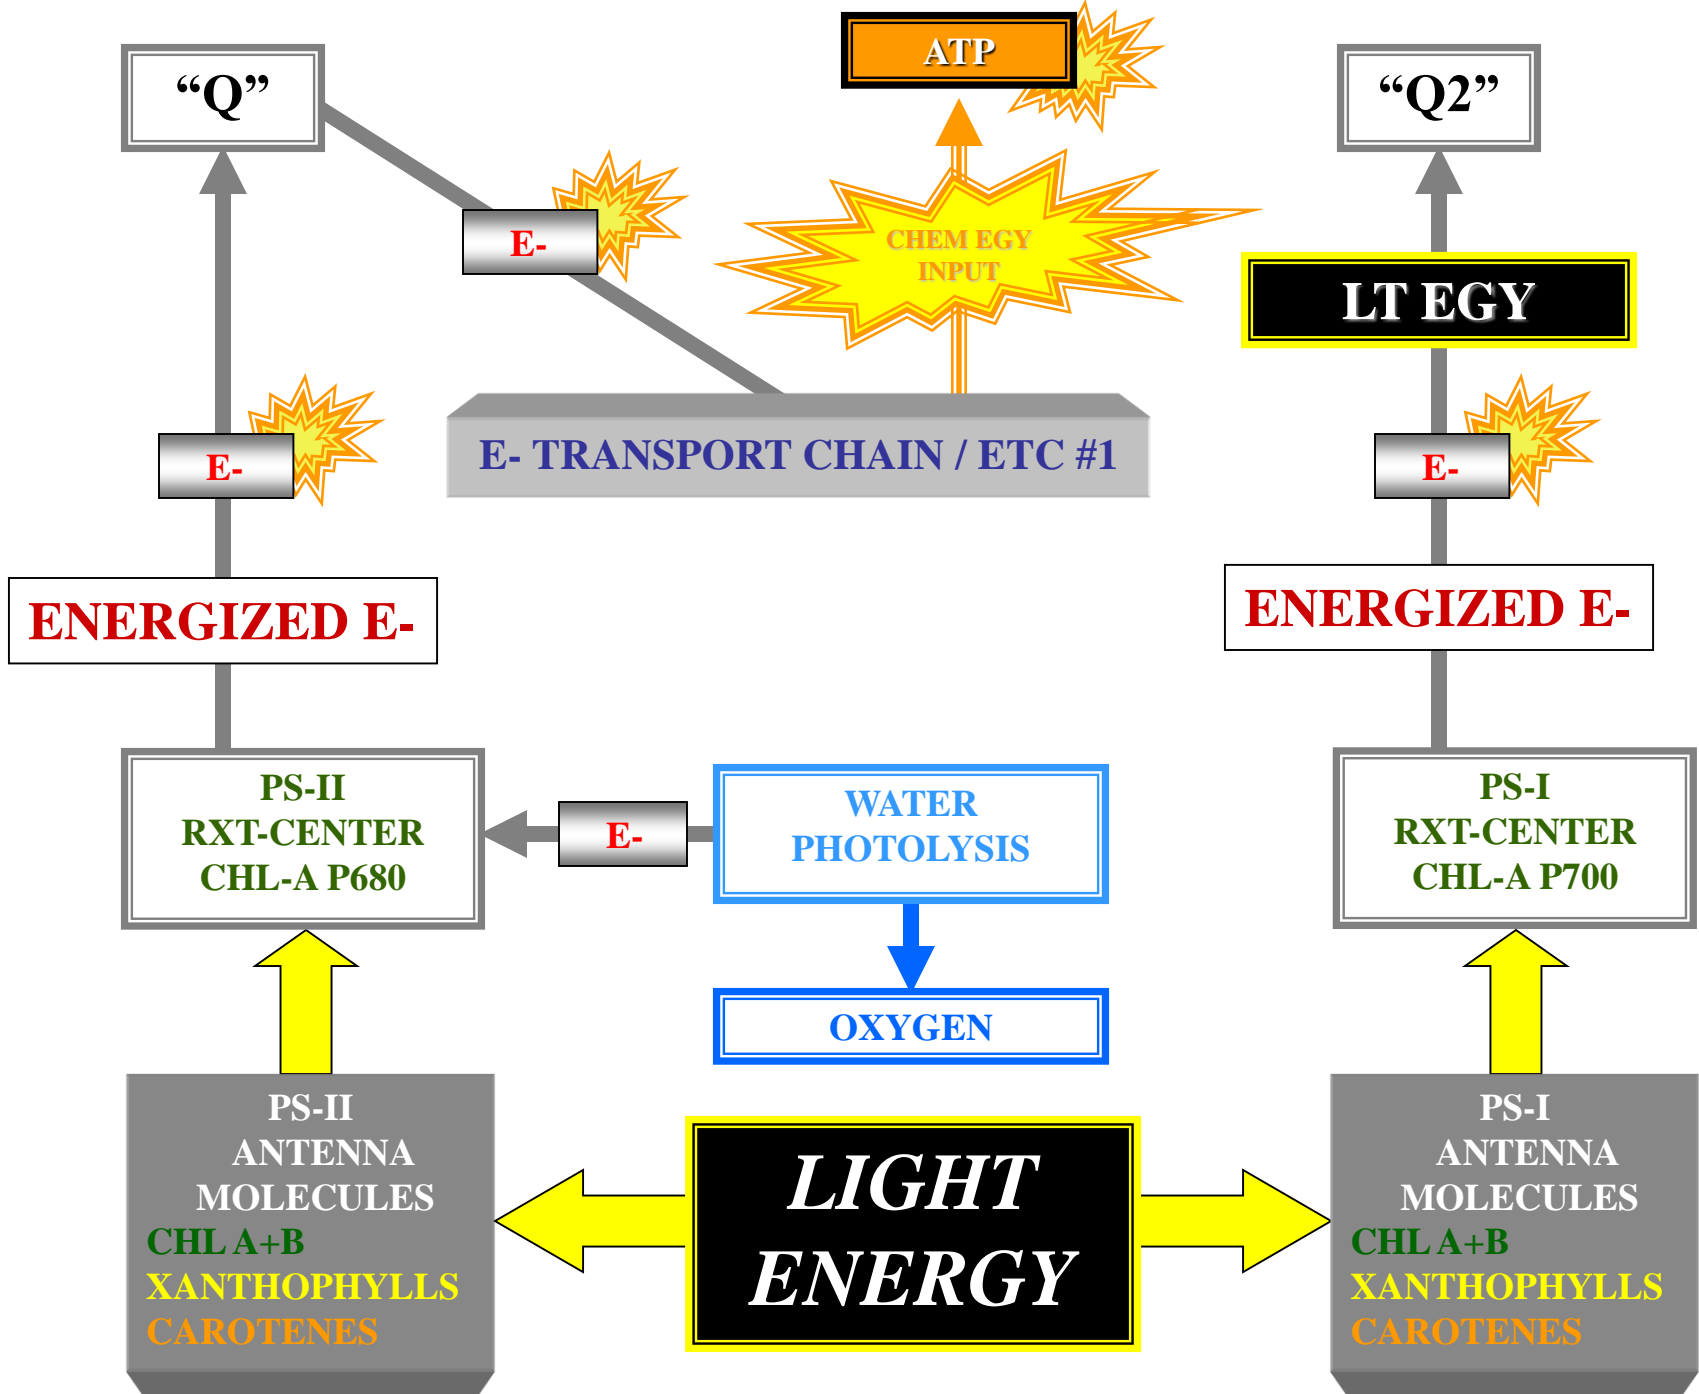 “Q”
ATP
“Q2”
E-
CHEM EGY
INPUT
LT EGY
E-
E- TRANSPORT CHAIN / ETC #1
E-
ENERGIZED E-
ENERGIZED E-
PS-II
RXT-CENTER
CHL-A P680
E-
WATER
PHOTOLYSIS
PS-I
RXT-CENTER
CHL-A P700
OXYGEN
PS-II
ANTENNA
MOLECULES
CHL A+B
XANTHOPHYLLS
CAROTENES
LIGHT
ENERGY
PS-I
ANTENNA
MOLECULES
CHL A+B
XANTHOPHYLLS
CAROTENES